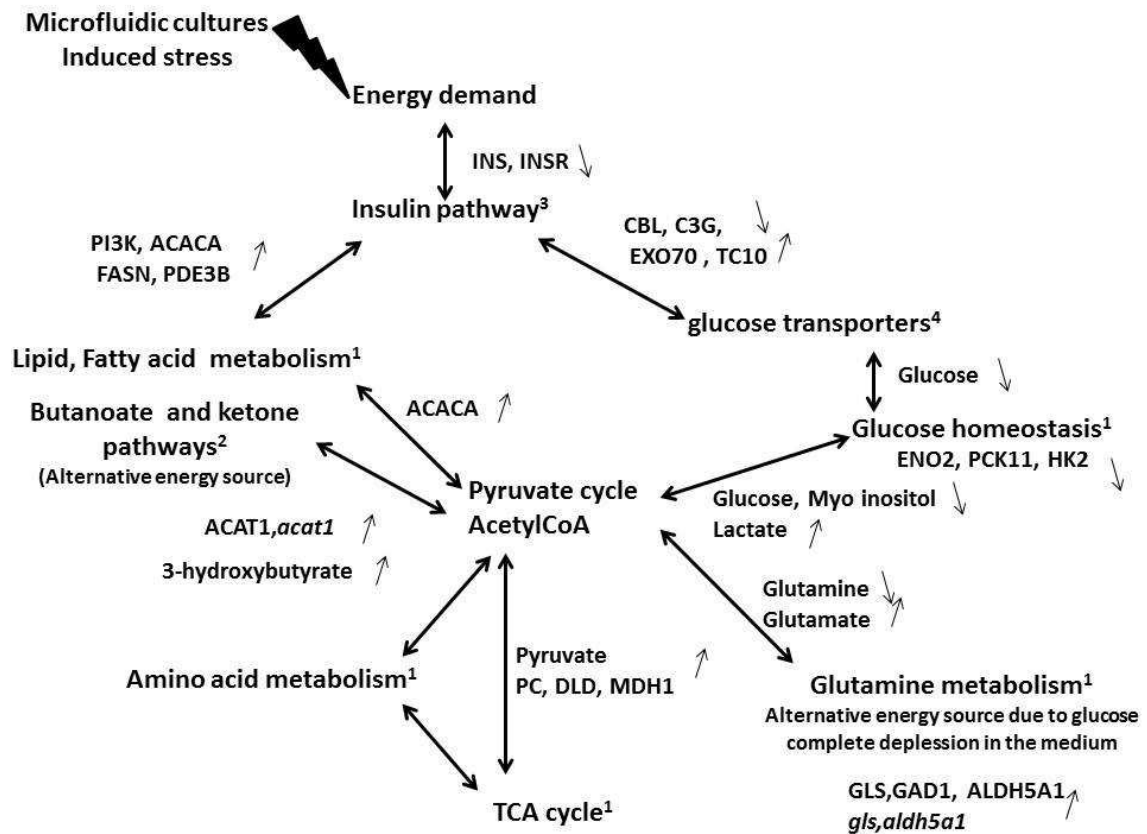 Microfluidic cultures
Induced stress
Energy demand
INS, INSR
Insulin pathway³
PI3K, ACACA
FASN, PDE3B
CBL, C3G,
EXO70 , TC10
glucose transporters⁴
Lipid, Fatty acid metabolism¹
Glucose
ACACA
Butanoate and ketone
pathways²
(Alternative energy source)
Glucose homeostasis¹
ENO2, PCK11, HK2
Pyruvate cycle
AcetylCoA
Glucose, Myo inositol
Lactate
ACAT1,acat1
3-hydroxybutyrate
Glutamine
Glutamate
Amino acid metabolism¹
Pyruvate
PC, DLD, MDH1
Glutamine metabolism¹
Alternative energy source due to glucose
complete deplession in the medium
GLS,GAD1, ALDH5A1
gls,aldh5a1
TCA cycle¹